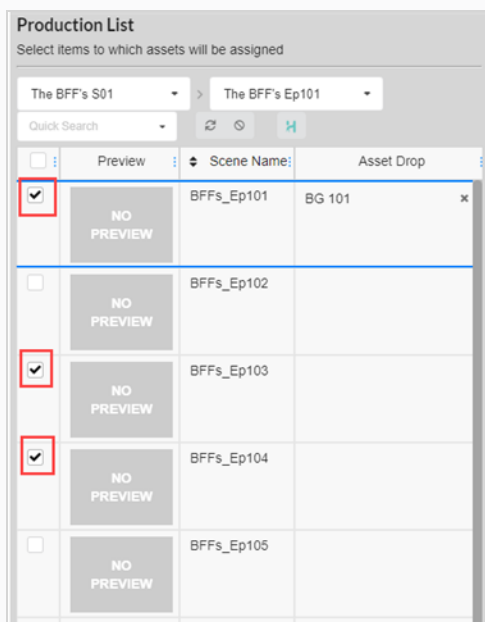 Production List
Select items to which assets will be assigned
The BFF's S01 > The BFF's Ep101
Quick Search
Preview Scene Name Asset Drop
NO PREVIEW BFFs_Ep101 BG 101
NO PREVIEW BFFs_Ep102
NO PREVIEW BFFs_Ep103
NO PREVIEW BFFs_Ep104
NO PREVIEW BFFs_Ep105